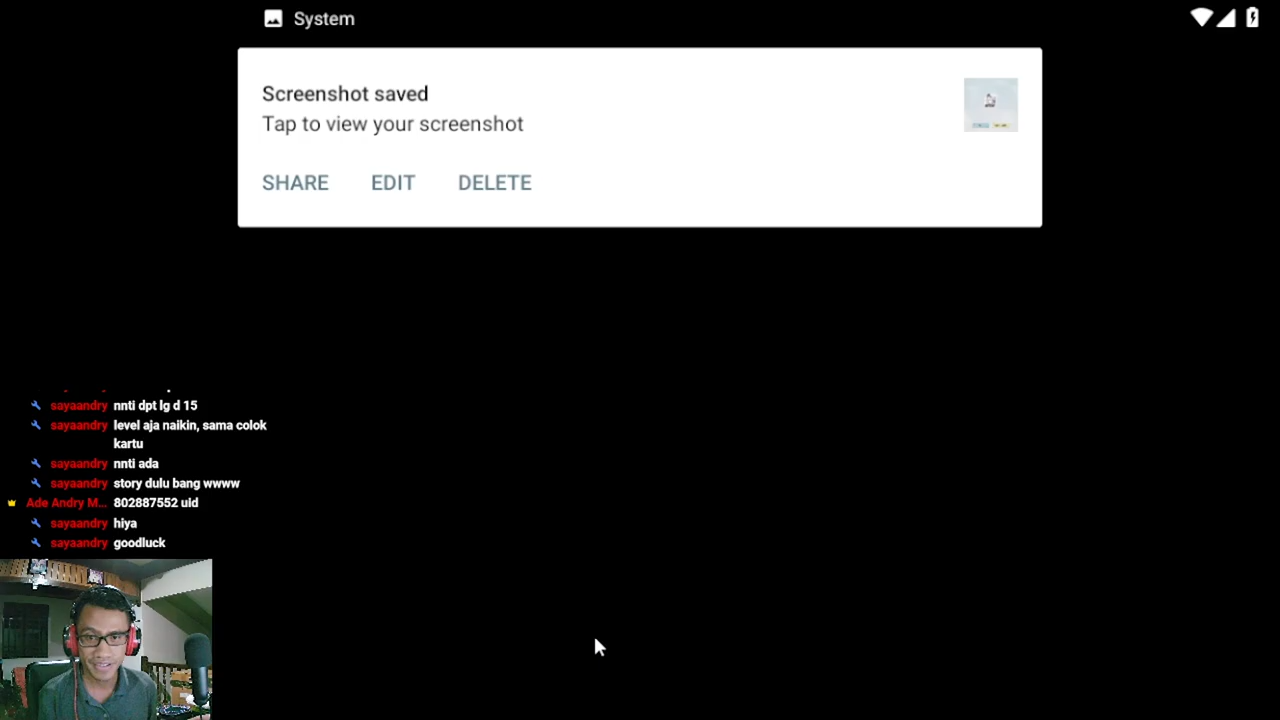 System
Screenshot saved
Tap to view your screenshot
SHARE EDIT DELETE
sayaandry nnti dpt lg d 15
sayaandry level aja naikin, sama colok
kartu
sayaandry nnti ada
sayaandry story dulu bang wwww
Ade Andry M... 802887552 uid
sayaandry hiya
sayaandry goodluck